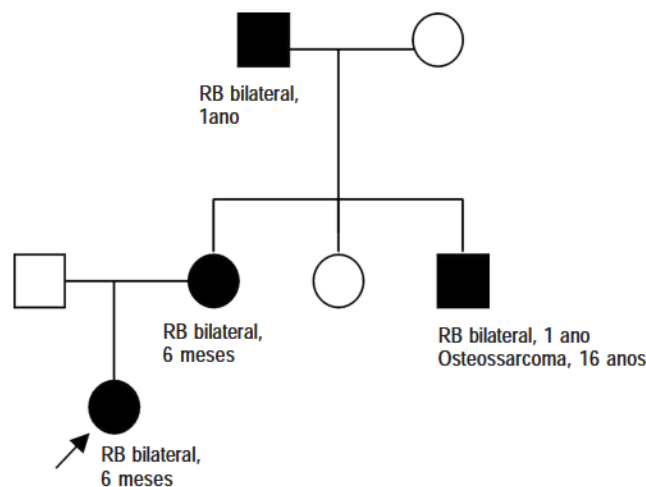 RB bilateral,
1ano
RB bilateral,
6 meses
RB bilateral, 1 ano
Osteossarcoma, 16 anos
RB bilateral,
6 meses